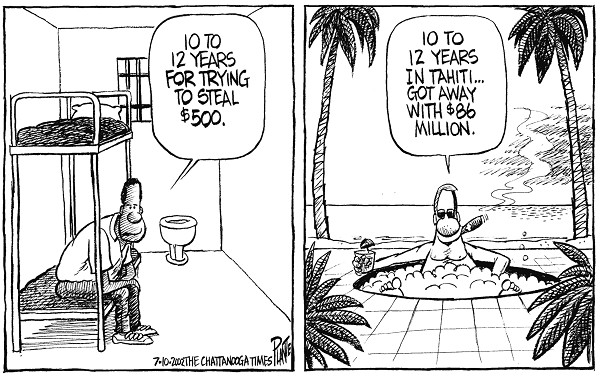 10 TO
12 YEARS
FOR TRYING
TO STEAL
$500.
10 TO
12 YEARS
IN TAHITI...
GOT AWAY
WITH $86
MILLION.
7-10-2002 THE CHATTANOOGA TIMES PLANTE